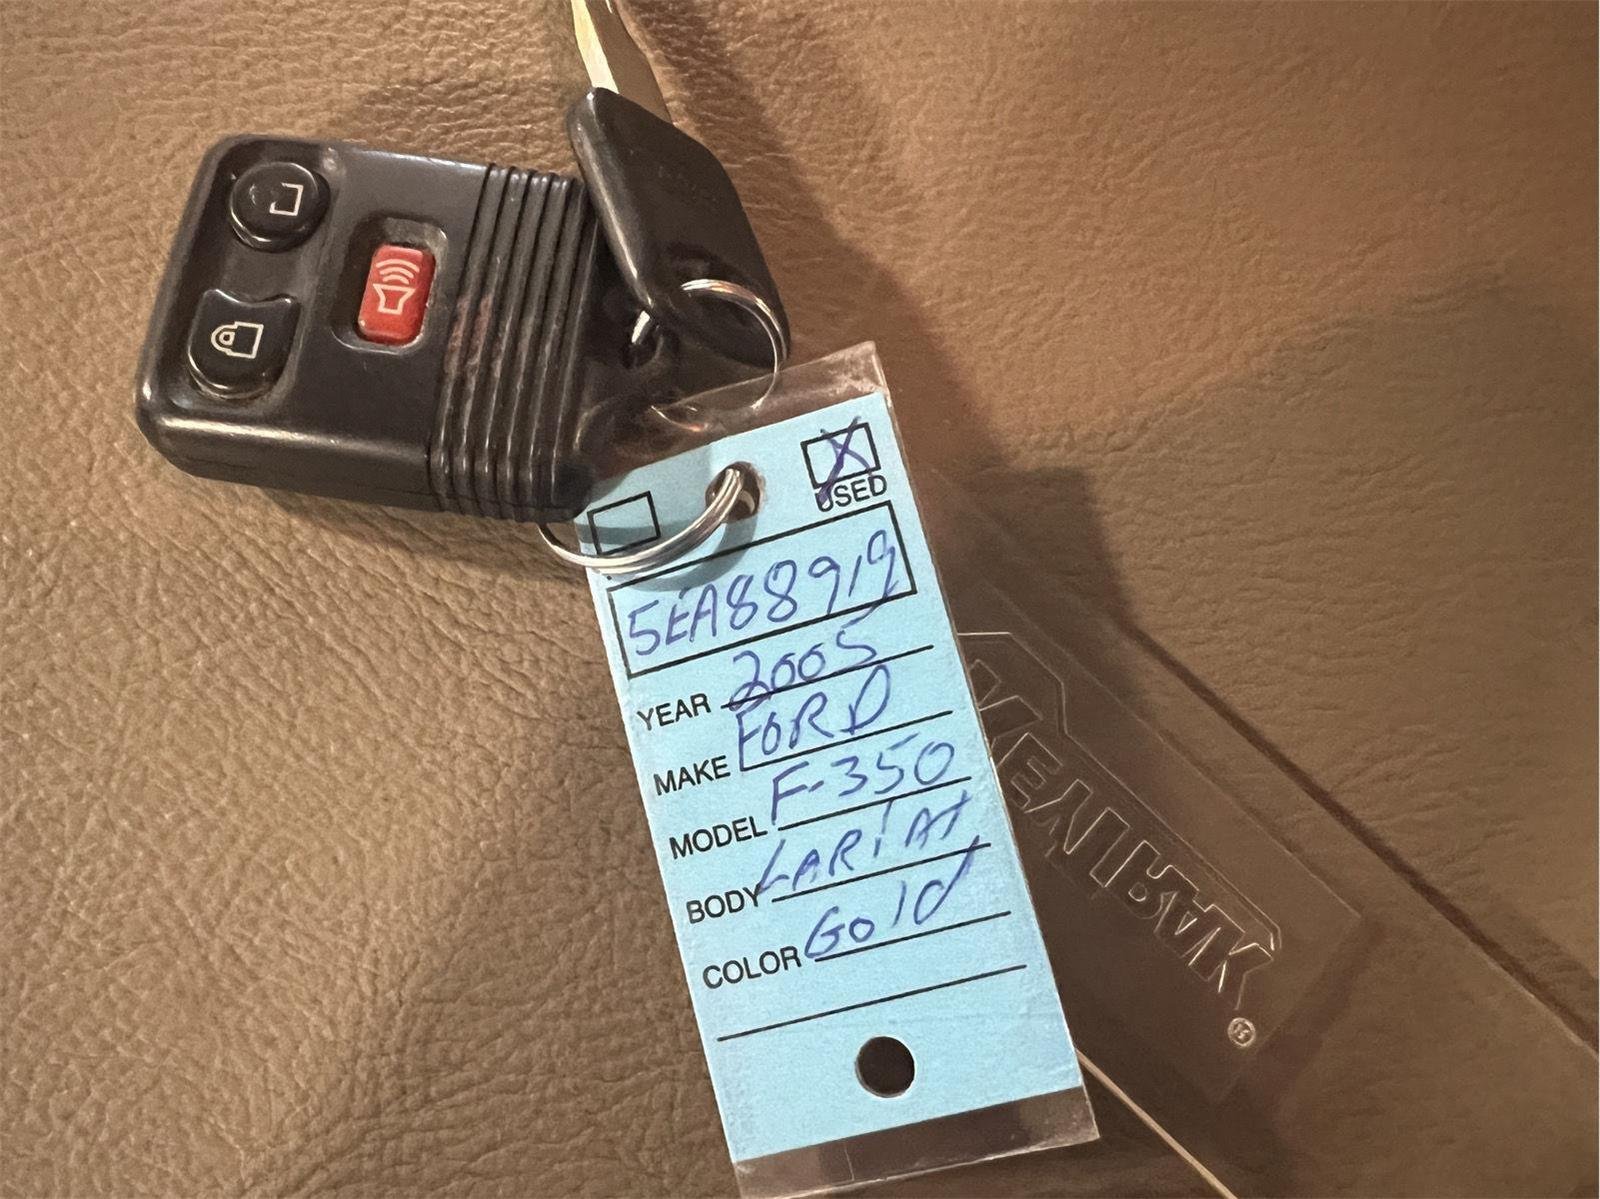 USED
5EA88919
YEAR 2005
MAKE FORD
MODEL F-350
BODY LARIAT
COLOR Gold